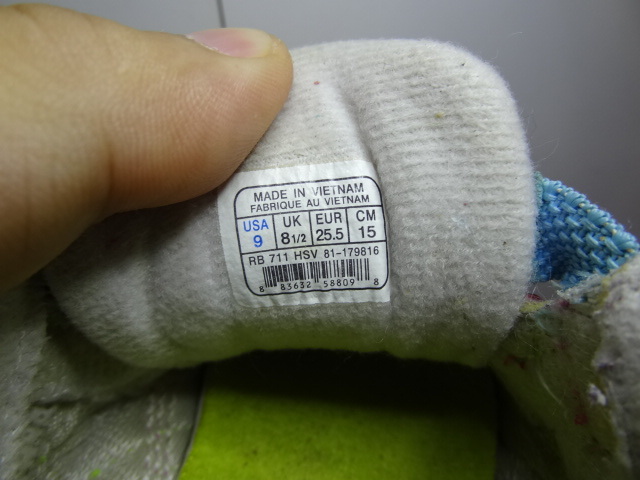 MADE IN VIETNAM
FABRIQUE AU VIETNAM
USA UK EUR CM
9 8 1/2 25.5 15
RB 711 HSV 81-179816
8 83632 58809 8